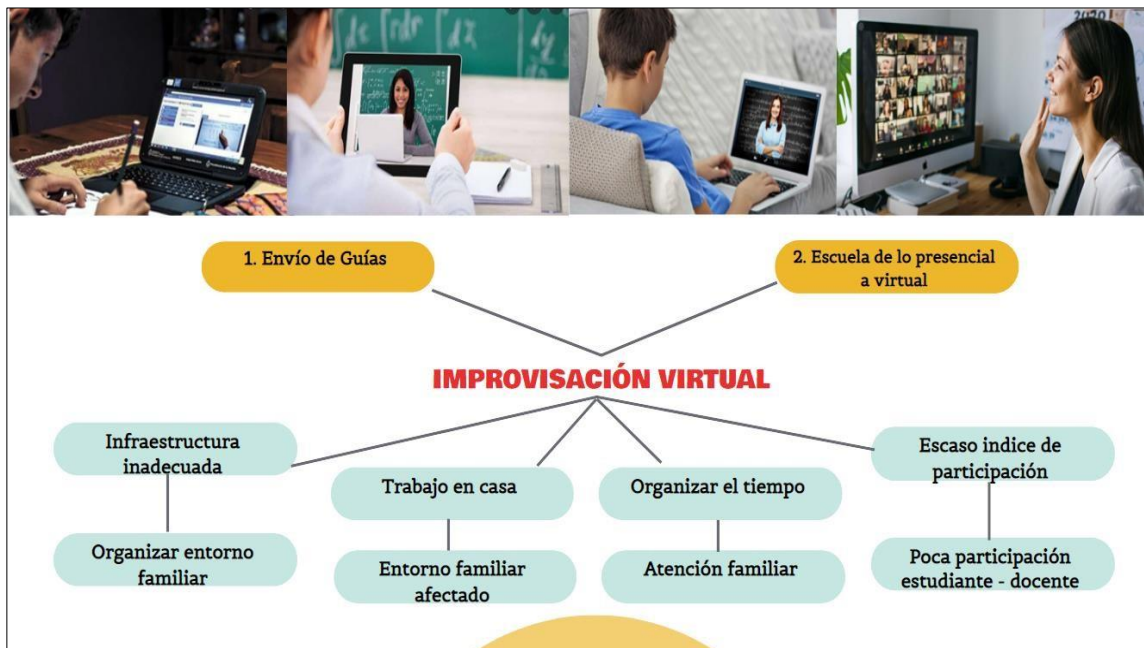 2020
1. Envío de Guías
2. Escuela de lo presencial
a virtual
IMPROVISACIÓN VIRTUAL
Infraestructura
inadecuada
Trabajo en casa
Organizar el tiempo
Escaso indice de
participación
Organizar entorno
familiar
Entorno familiar
afectado
Atención familiar
Poca participación
estudiante - docente